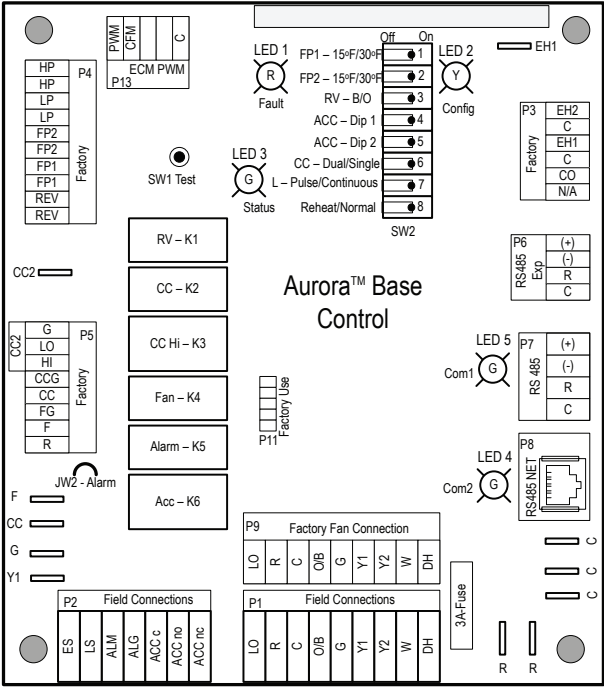 PWM
CFM
C
ECM PWM
P13
P4
HP
HP
LP
LP
FP2
FP2
FP1
FP1
REV
REV
Factory
SW1 Test
LED 1
R
Fault
LED 3
G
Status
Off On
FP1 – 15ºF/30ºF 1
FP2 – 15ºF/30ºF 2
RV – B/O 3
ACC – Dip 1 4
ACC – Dip 2 5
CC – Dual/Single 6
L – Pulse/Continuous 7
Reheat/Normal 8
SW2
LED 2
Y
Config
EH1
P3
Factory
EH2
C
EH1
C
CO
N/A
P6
RS485
Exp
(+)
(-)
R
C
CC2
RV – K1
CC – K2
CC Hi – K3
Fan – K4
Alarm – K5
Acc – K6
Aurora™ Base
Control
CC2
P5
G
LO
HI
CCG
CC
FG
F
R
Factory
JW2 - Alarm
P11
Factory Use
LED 5
Com1
G
P7
RS 485
(+)
(-)
R
C
LED 4
Com2
G
P8
RS485 NET
F
CC
G
Y1
P9 Factory Fan Connection
LO R C O/B G Y1 Y2 W DH
P2 Field Connections
ES LS ALM ALG ACC c ACC no ACC nc
P1 Field Connections
LO R C O/B G Y1 Y2 W DH
3A-Fuse
C
C
C
R R